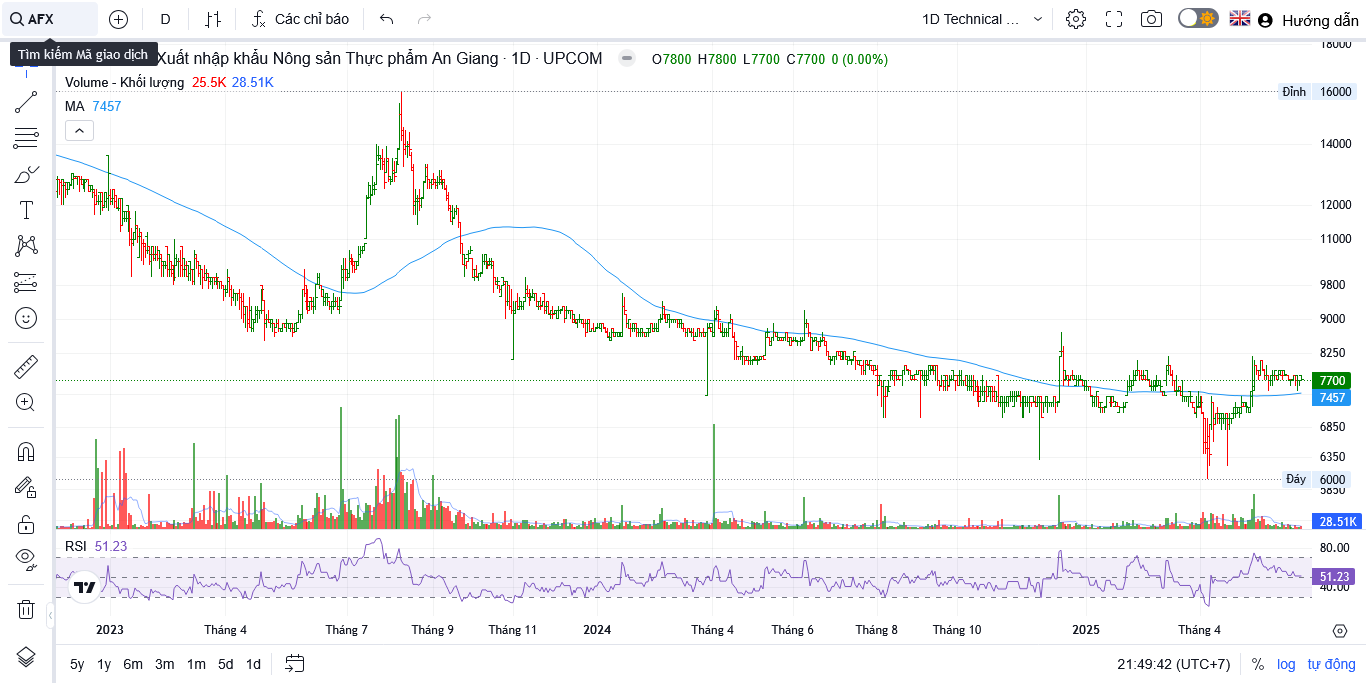 AFX
D
Các chỉ báo
1D Technical ...
Hướng dẫn
Tìm kiếm Mã giao dịch
Xuất nhập khẩu Nông sản Thực phẩm An Giang · 1D · UPCOM
O7800 H7800 L7700 C7700 0 (0.00%)
Volume - Khối lượng 25.5K 28.51K
MA 7457
18000
Đỉnh 16000
14000
12000
11000
9800
9000
8250
7700
7457
6850
6350
Đáy 6000
5850
28.51K
RSI 51.23
80.00
51.23
40.00
2023 Tháng 4 Tháng 7 Tháng 9 Tháng 11 2024 Tháng 4 Tháng 6 Tháng 8 Tháng 10 2025 Tháng 4
5y 1y 6m 3m 1m 5d 1d
21:49:42 (UTC+7) % log tự động